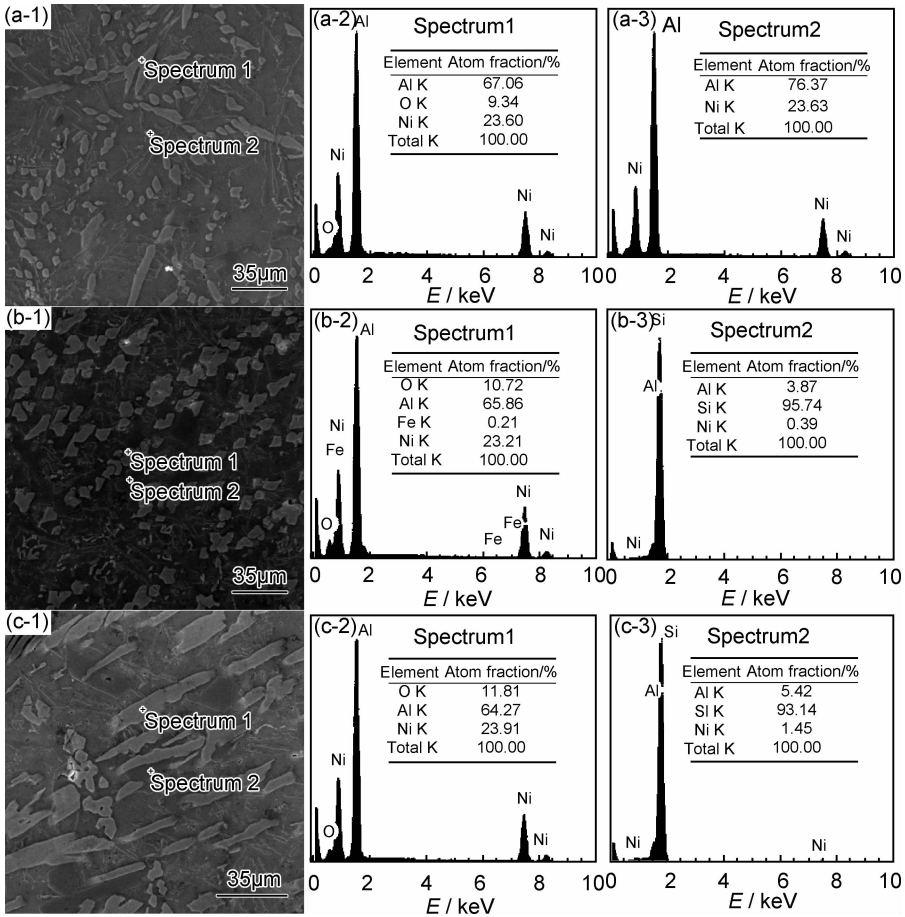 (a-1)
Spectrum 1
Spectrum 2
35μm
(a-2)
Al
Spectrum1
Element Atom fraction/%
Al K 67.06
O K 9.34
Ni K 23.60
Total K 100.00
Ni
O
Ni
Ni
0 2 4 6 8 10
E / keV
(a-3)
Al
Spectrum2
Element Atom fraction/%
Al K 76.37
Ni K 23.63
Total K 100.00
Ni
Ni
Ni
0 2 4 6 8 10
E / keV
(b-1)
Spectrum 1
Spectrum 2
35μm
(b-2)
Al
Spectrum1
Element Atom fraction/%
O K 10.72
Al K 65.86
Fe K 0.21
Ni K 23.21
Total K 100.00
Ni
Fe
O
Ni
Fe
Fe
Ni
0 2 4 6 8 10
E / keV
(b-3)
Si
Spectrum2
Element Atom fraction/%
Al K 3.87
Si K 95.74
Ni K 0.39
Total K 100.00
Al
Ni
0 2 4 6 8 10
E / keV
(c-1)
Spectrum 1
Spectrum 2
35μm
(c-2)
Al
Spectrum1
Element Atom fraction/%
O K 11.81
Al K 64.27
Ni K 23.91
Total K 100.00
Ni
O
Ni
Ni
0 2 4 6 8 10
E / keV
(c-3)
Si
Spectrum2
Element Atom fraction/%
Al K 5.42
Sl K 93.14
Ni K 1.45
Total K 100.00
Al
Ni
Ni
0 2 4 6 8 10
E / keV